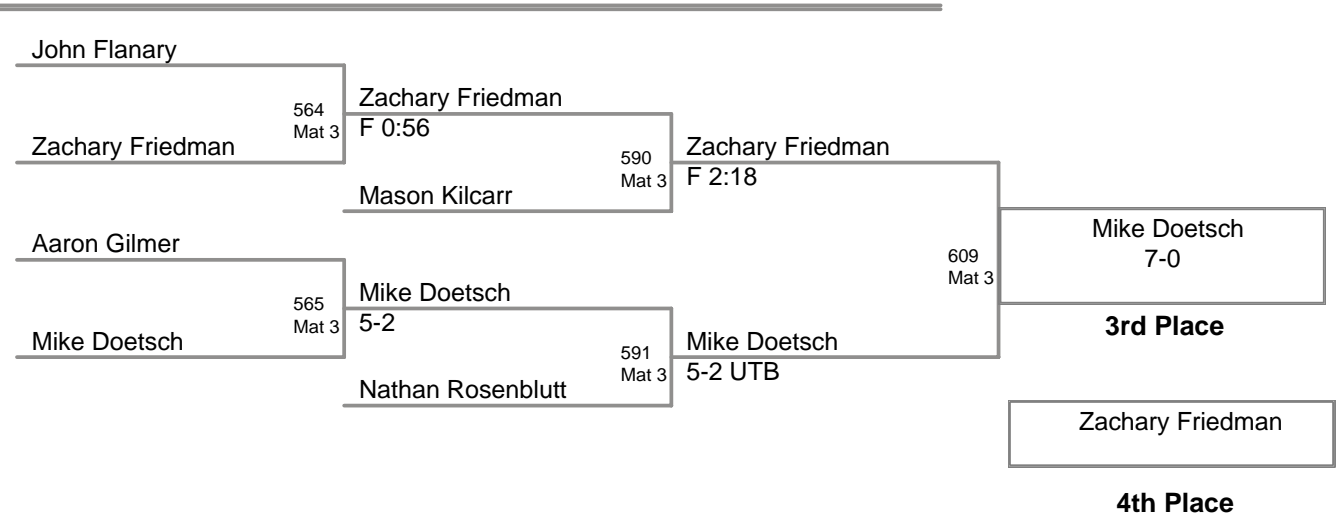 John Flanary
564
Mat 3
Zachary Friedman
F 0:56
Zachary Friedman
590
Mat 3
Zachary Friedman
F 2:18
Mason Kilcarr
Aaron Gilmer
609
Mat 3
Mike Doetsch
7-0
3rd Place
565
Mat 3
Mike Doetsch
5-2
Mike Doetsch
591
Mat 3
Mike Doetsch
5-2 UTB
Nathan Rosenblutt
Zachary Friedman
4th Place